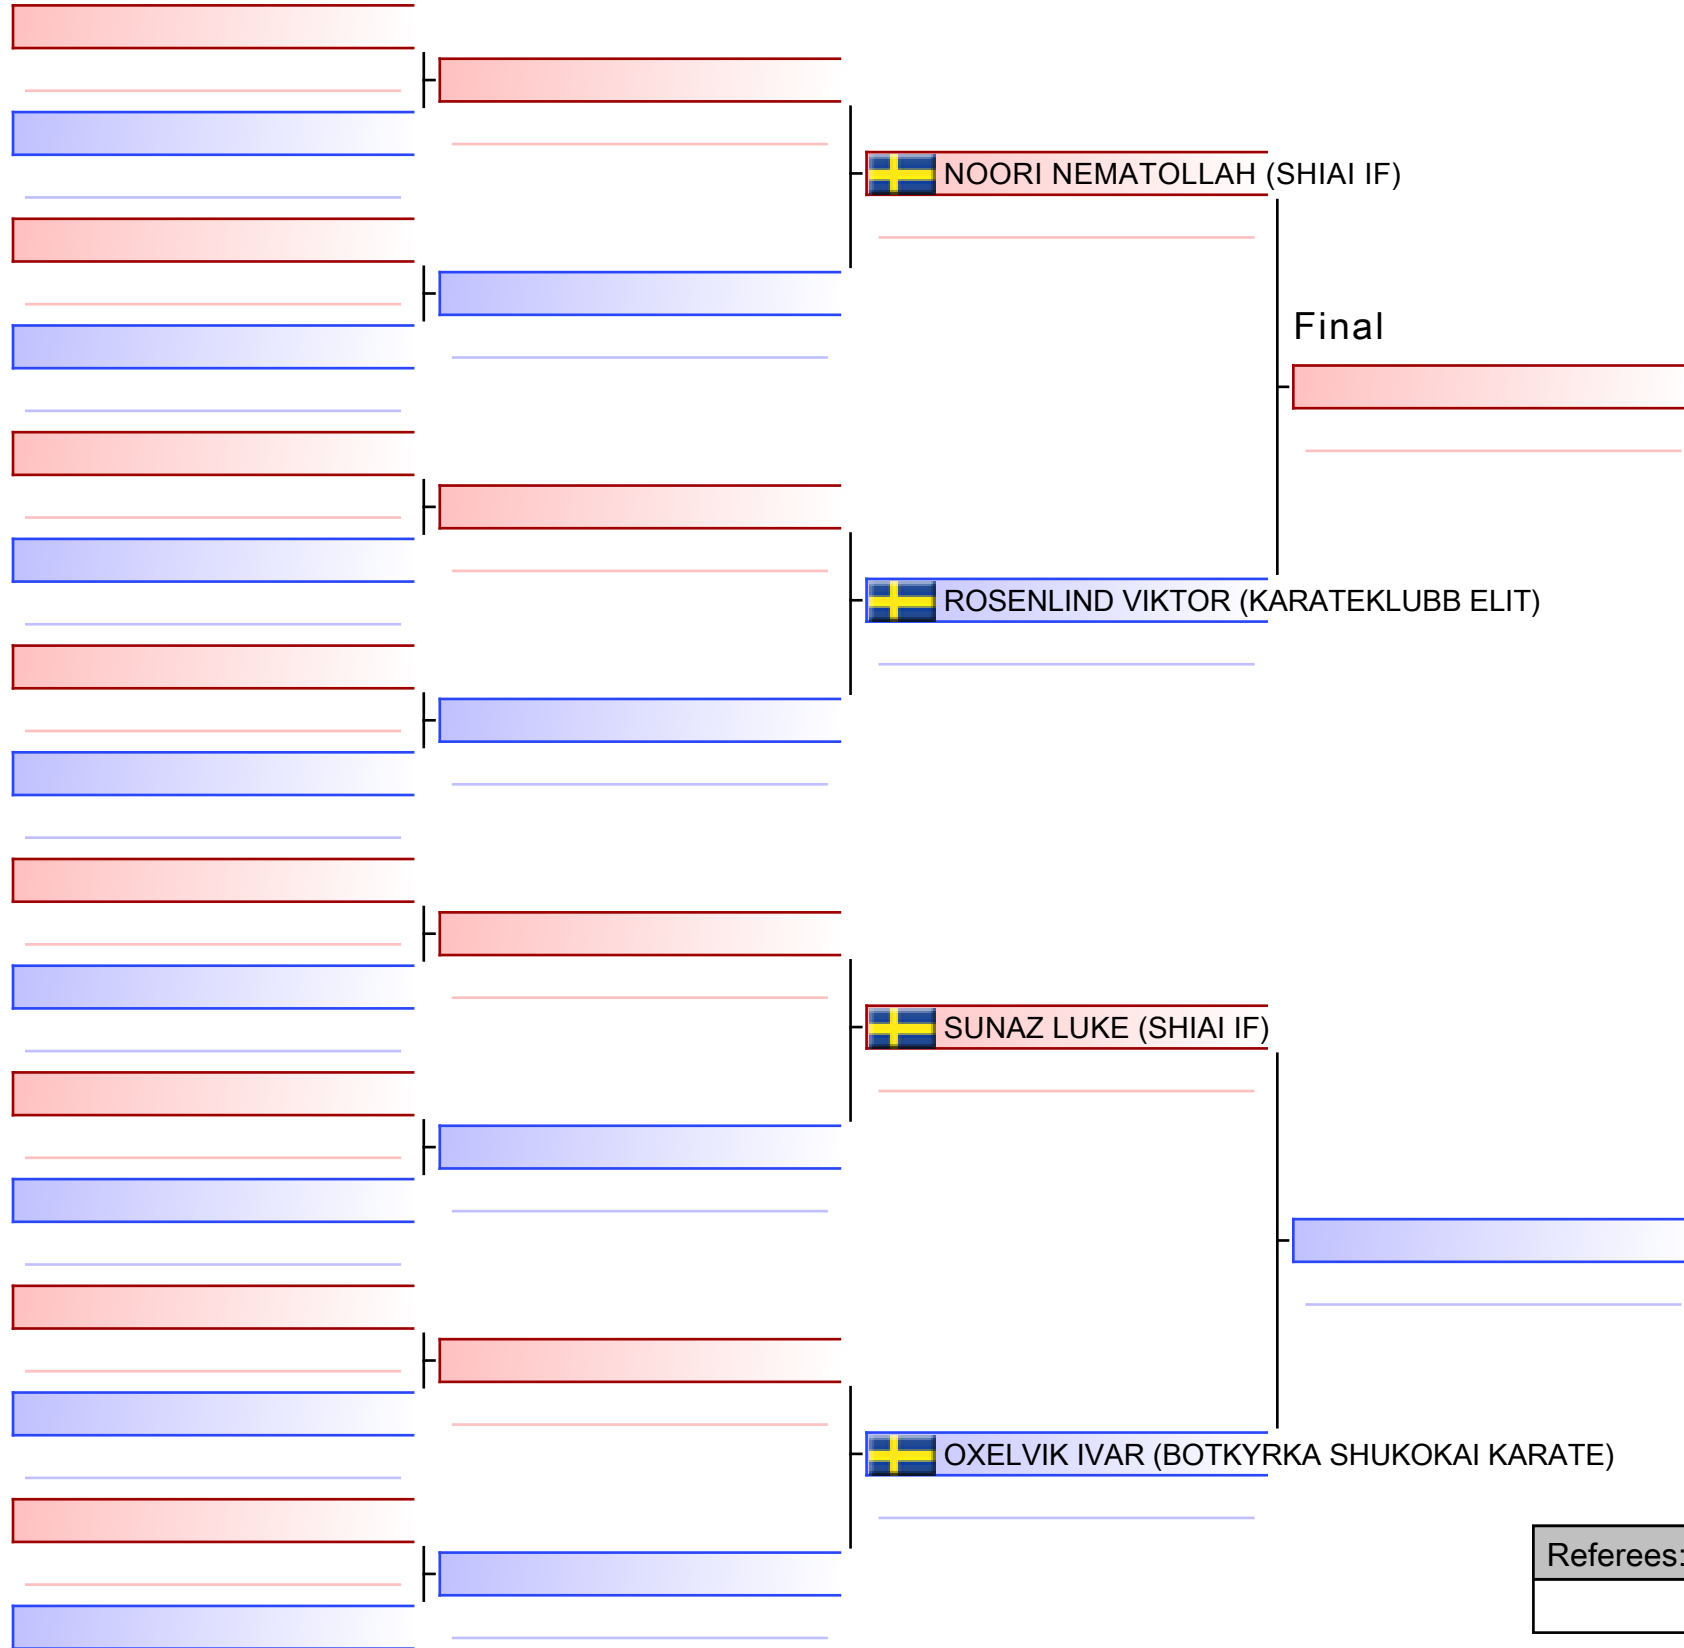 NOORI NEMATOLLAH (SHIAI IF)
Final
ROSENLIND VIKTOR (KARATEKLUBB ELIT)
SUNAZ LUKE (SHIAI IF)
OXELVIK IVAR (BOTKYRKA SHUKOKAI KARATE)
Referees: